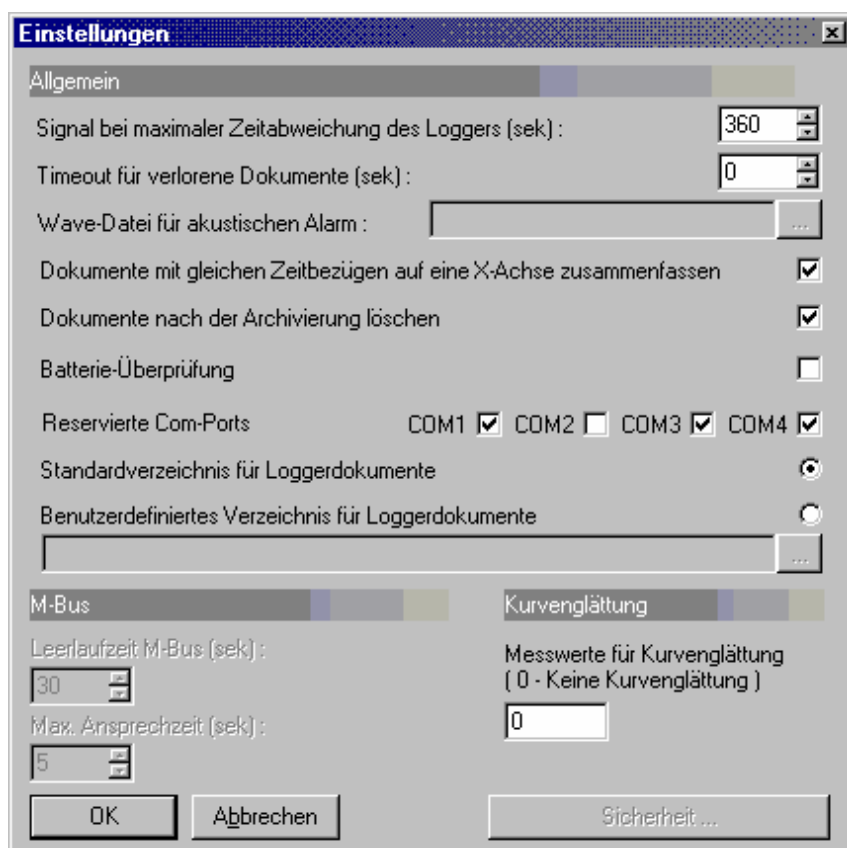 Einstellungen
Allgemein
Signal bei maximaler Zeitabweichung des Loggers (sek) : 360
Timeout für verlorene Dokumente (sek) : 0
Wave-Datei für akustischen Alarm : ...
Dokumente mit gleichen Zeitbezügen auf eine X-Achse zusammenfassen
Dokumente nach der Archivierung löschen
Batterie-Überprüfung
Reservierte Com-Ports COM1 COM2 COM3 COM4
Standardverzeichnis für Loggerdokumente
Benutzerdefiniertes Verzeichnis für Loggerdokumente
...
M-Bus
Leerlaufzeit M-Bus (sek) :
30
Max. Ansprechzeit (sek) :
5
Kurvenglättung
Messwerte für Kurvenglättung
( 0 - Keine Kurvenglättung )
0
OK Abbrechen Sicherheit ...